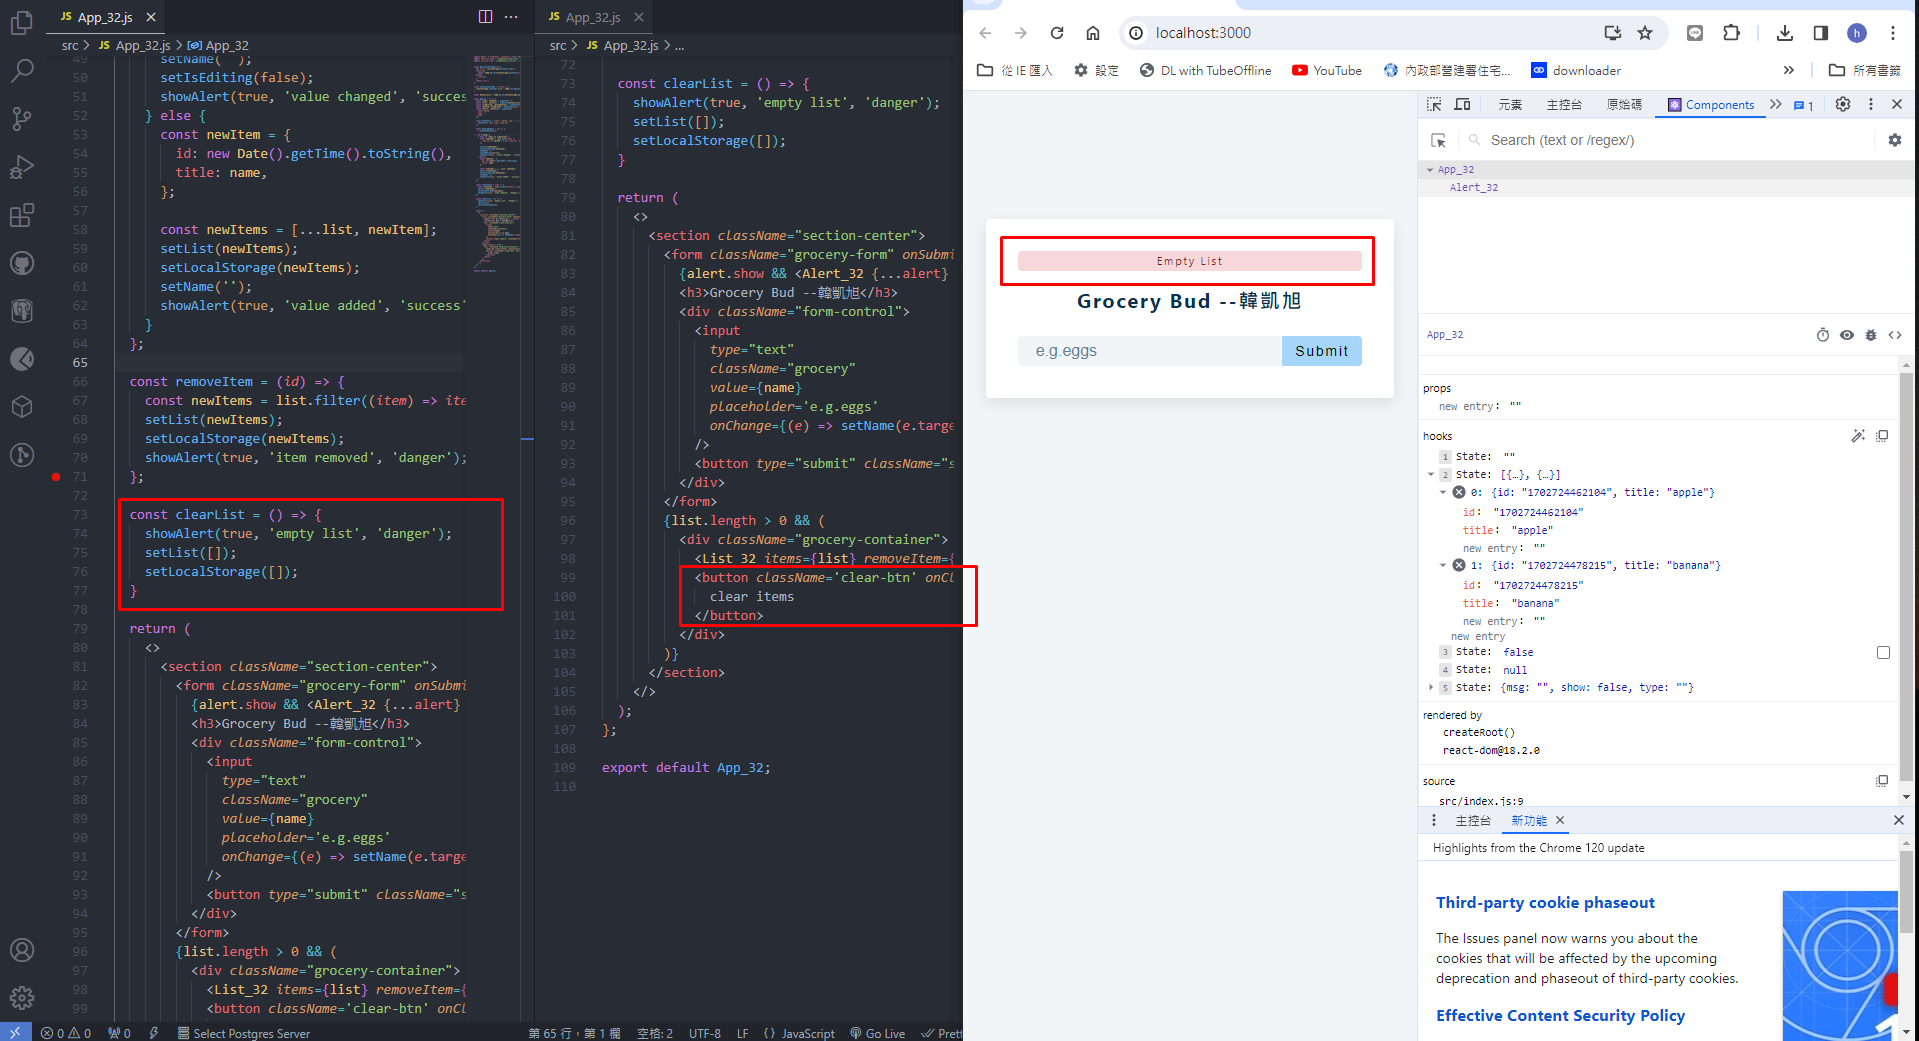 App_32.js
src > App_32.js > App_32
49 setName('');
50 setIsEditing(false);
51 showAlert(true, 'value changed', 'succes
52 } else {
53 const newItem = {
54 id: new Date().getTime().toString(),
55 title: name,
56 };
57
58 const newItems = [...list, newItem];
59 setList(newItems);
60 setLocalStorage(newItems);
61 setName('');
62 showAlert(true, 'value added', 'success'
63 }
64 };
65
66 const removeItem = (id) => {
67 const newItems = list.filter((item) => ite
68 setList(newItems);
69 setLocalStorage(newItems);
70 showAlert(true, 'item removed', 'danger');
71 };
72
73 const clearList = () => {
74 showAlert(true, 'empty list', 'danger');
75 setList([]);
76 setLocalStorage([]);
77 }
78
79 return (
80 <>
81 <section className="section-center">
82 <form className="grocery-form" onSubmi
83 {alert.show && <Alert_32 {...alert}
84 <h3>Grocery Bud --韓凱旭</h3>
85 <div className="form-control">
86 <input
87 type="text"
88 className="grocery"
89 value={name}
90 placeholder='e.g.eggs'
91 onChange={(e) => setName(e.targe
92 />
93 <button type="submit" className="s
94 </div>
95 </form>
96 {list.length > 0 && (
97 <div className="grocery-container">
98 <List_32 items={list} removeItem={
99 <button className='clear-btn' onCl
App_32.js
src > App_32.js > ...
72
73 const clearList = () => {
74 showAlert(true, 'empty list', 'danger');
75 setList([]);
76 setLocalStorage([]);
77 }
78
79 return (
80 <>
81 <section className="section-center">
82 <form className="grocery-form" onSubmi
83 {alert.show && <Alert_32 {...alert}
84 <h3>Grocery Bud --韓凱旭</h3>
85 <div className="form-control">
86 <input
87 type="text"
88 className="grocery"
89 value={name}
90 placeholder='e.g.eggs'
91 onChange={(e) => setName(e.targe
92 />
93 <button type="submit" className="s
94 </div>
95 </form>
96 {list.length > 0 && (
97 <div className="grocery-container">
98 <List_32 items={list} removeItem={
99 <button className='clear-btn' onCl
100 clear items
101 </button>
102 </div>
103 )}
104 </section>
105 </>
106 );
107 };
108
109 export default App_32;
110
0 0 0 Select Postgres Server 第 65 行，第 1 欄 空格: 2 UTF-8 LF {} JavaScript Go Live Prett
localhost:3000 h
從 IE 匯入 設定 DL with TubeOffline YouTube 內政部營建署住宅... downloader » 所有書籤
Empty List
Grocery Bud --韓凱旭
e.g.eggs Submit
元素 主控台 原始碼 Components 1
Search (text or /regex/)
App_32
Alert_32
App_32
props
new entry: ""
hooks
1 State: ""
2 State: [{…}, {…}]
0: {id: "1702724462104", title: "apple"}
id: "1702724462104"
title: "apple"
new entry: ""
1: {id: "1702724478215", title: "banana"}
id: "1702724478215"
title: "banana"
new entry: ""
new entry
3 State: false
4 State: null
5 State: {msg: "", show: false, type: ""}
rendered by
createRoot()
react-dom@18.2.0
source
src/index.js:9
主控台 新功能
Highlights from the Chrome 120 update
Third-party cookie phaseout
The Issues panel now warns you about the
cookies that will be affected by the upcoming
deprecation and phaseout of third-party cookies.
Effective Content Security Policy